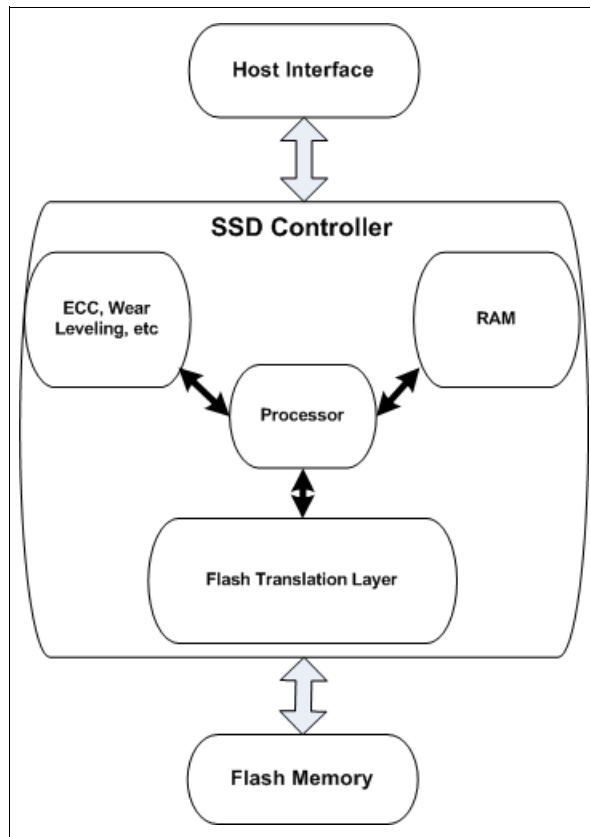 Host Interface
SSD Controller
ECC, Wear
Leveling, etc
RAM
Processor
Flash Translation Layer
Flash Memory